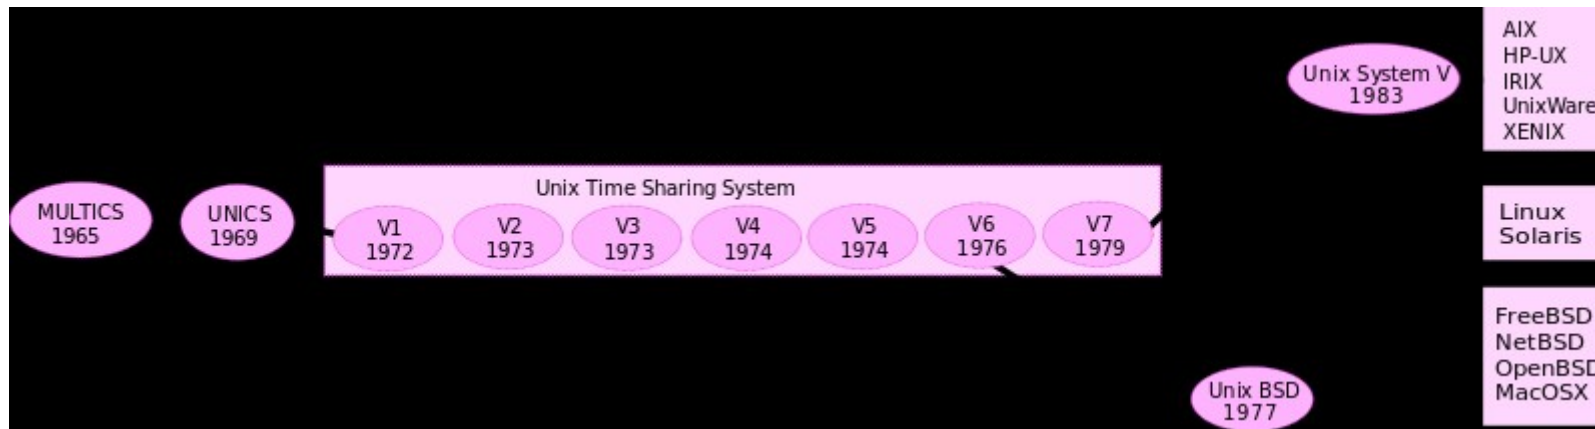 MULTICS
1965
UNICS
1969
Unix Time Sharing System
V1
1972
V2
1973
V3
1973
V4
1974
V5
1974
V6
1976
V7
1979
Unix System V
1983
Unix BSD
1977
AIX
HP-UX
IRIX
UnixWare
XENIX
Linux
Solaris
FreeBSD
NetBSD
OpenBSD
MacOSX